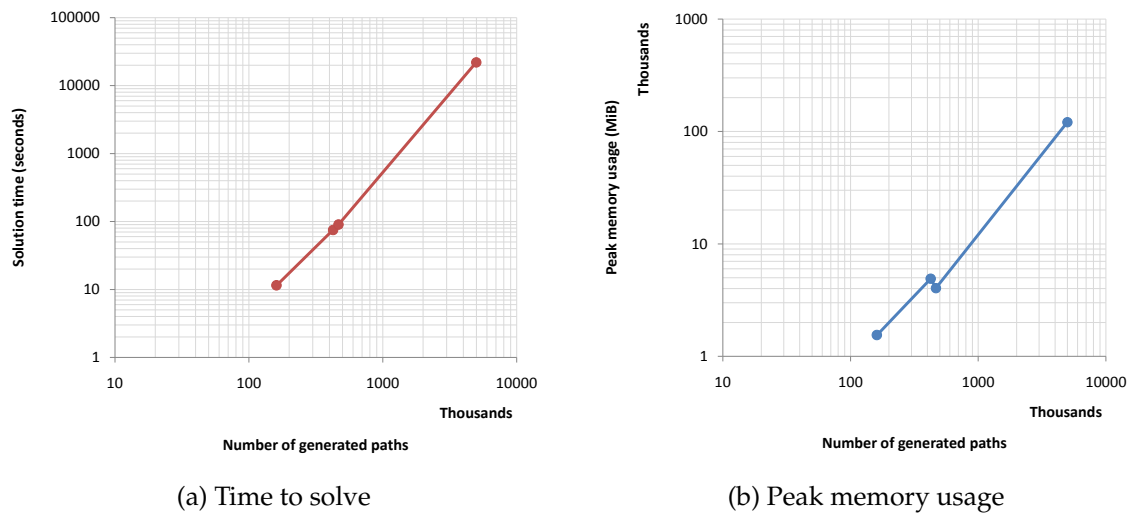 100000
10000
1000
100
10
1
Solution time (seconds)
10
100
1000
10000
Thousands
Number of generated paths
(a) Time to solve
1000
100
10
1
Thousands
Peak memory usage (MiB)
10
100
1000
10000
Thousands
Number of generated paths
(b) Peak memory usage